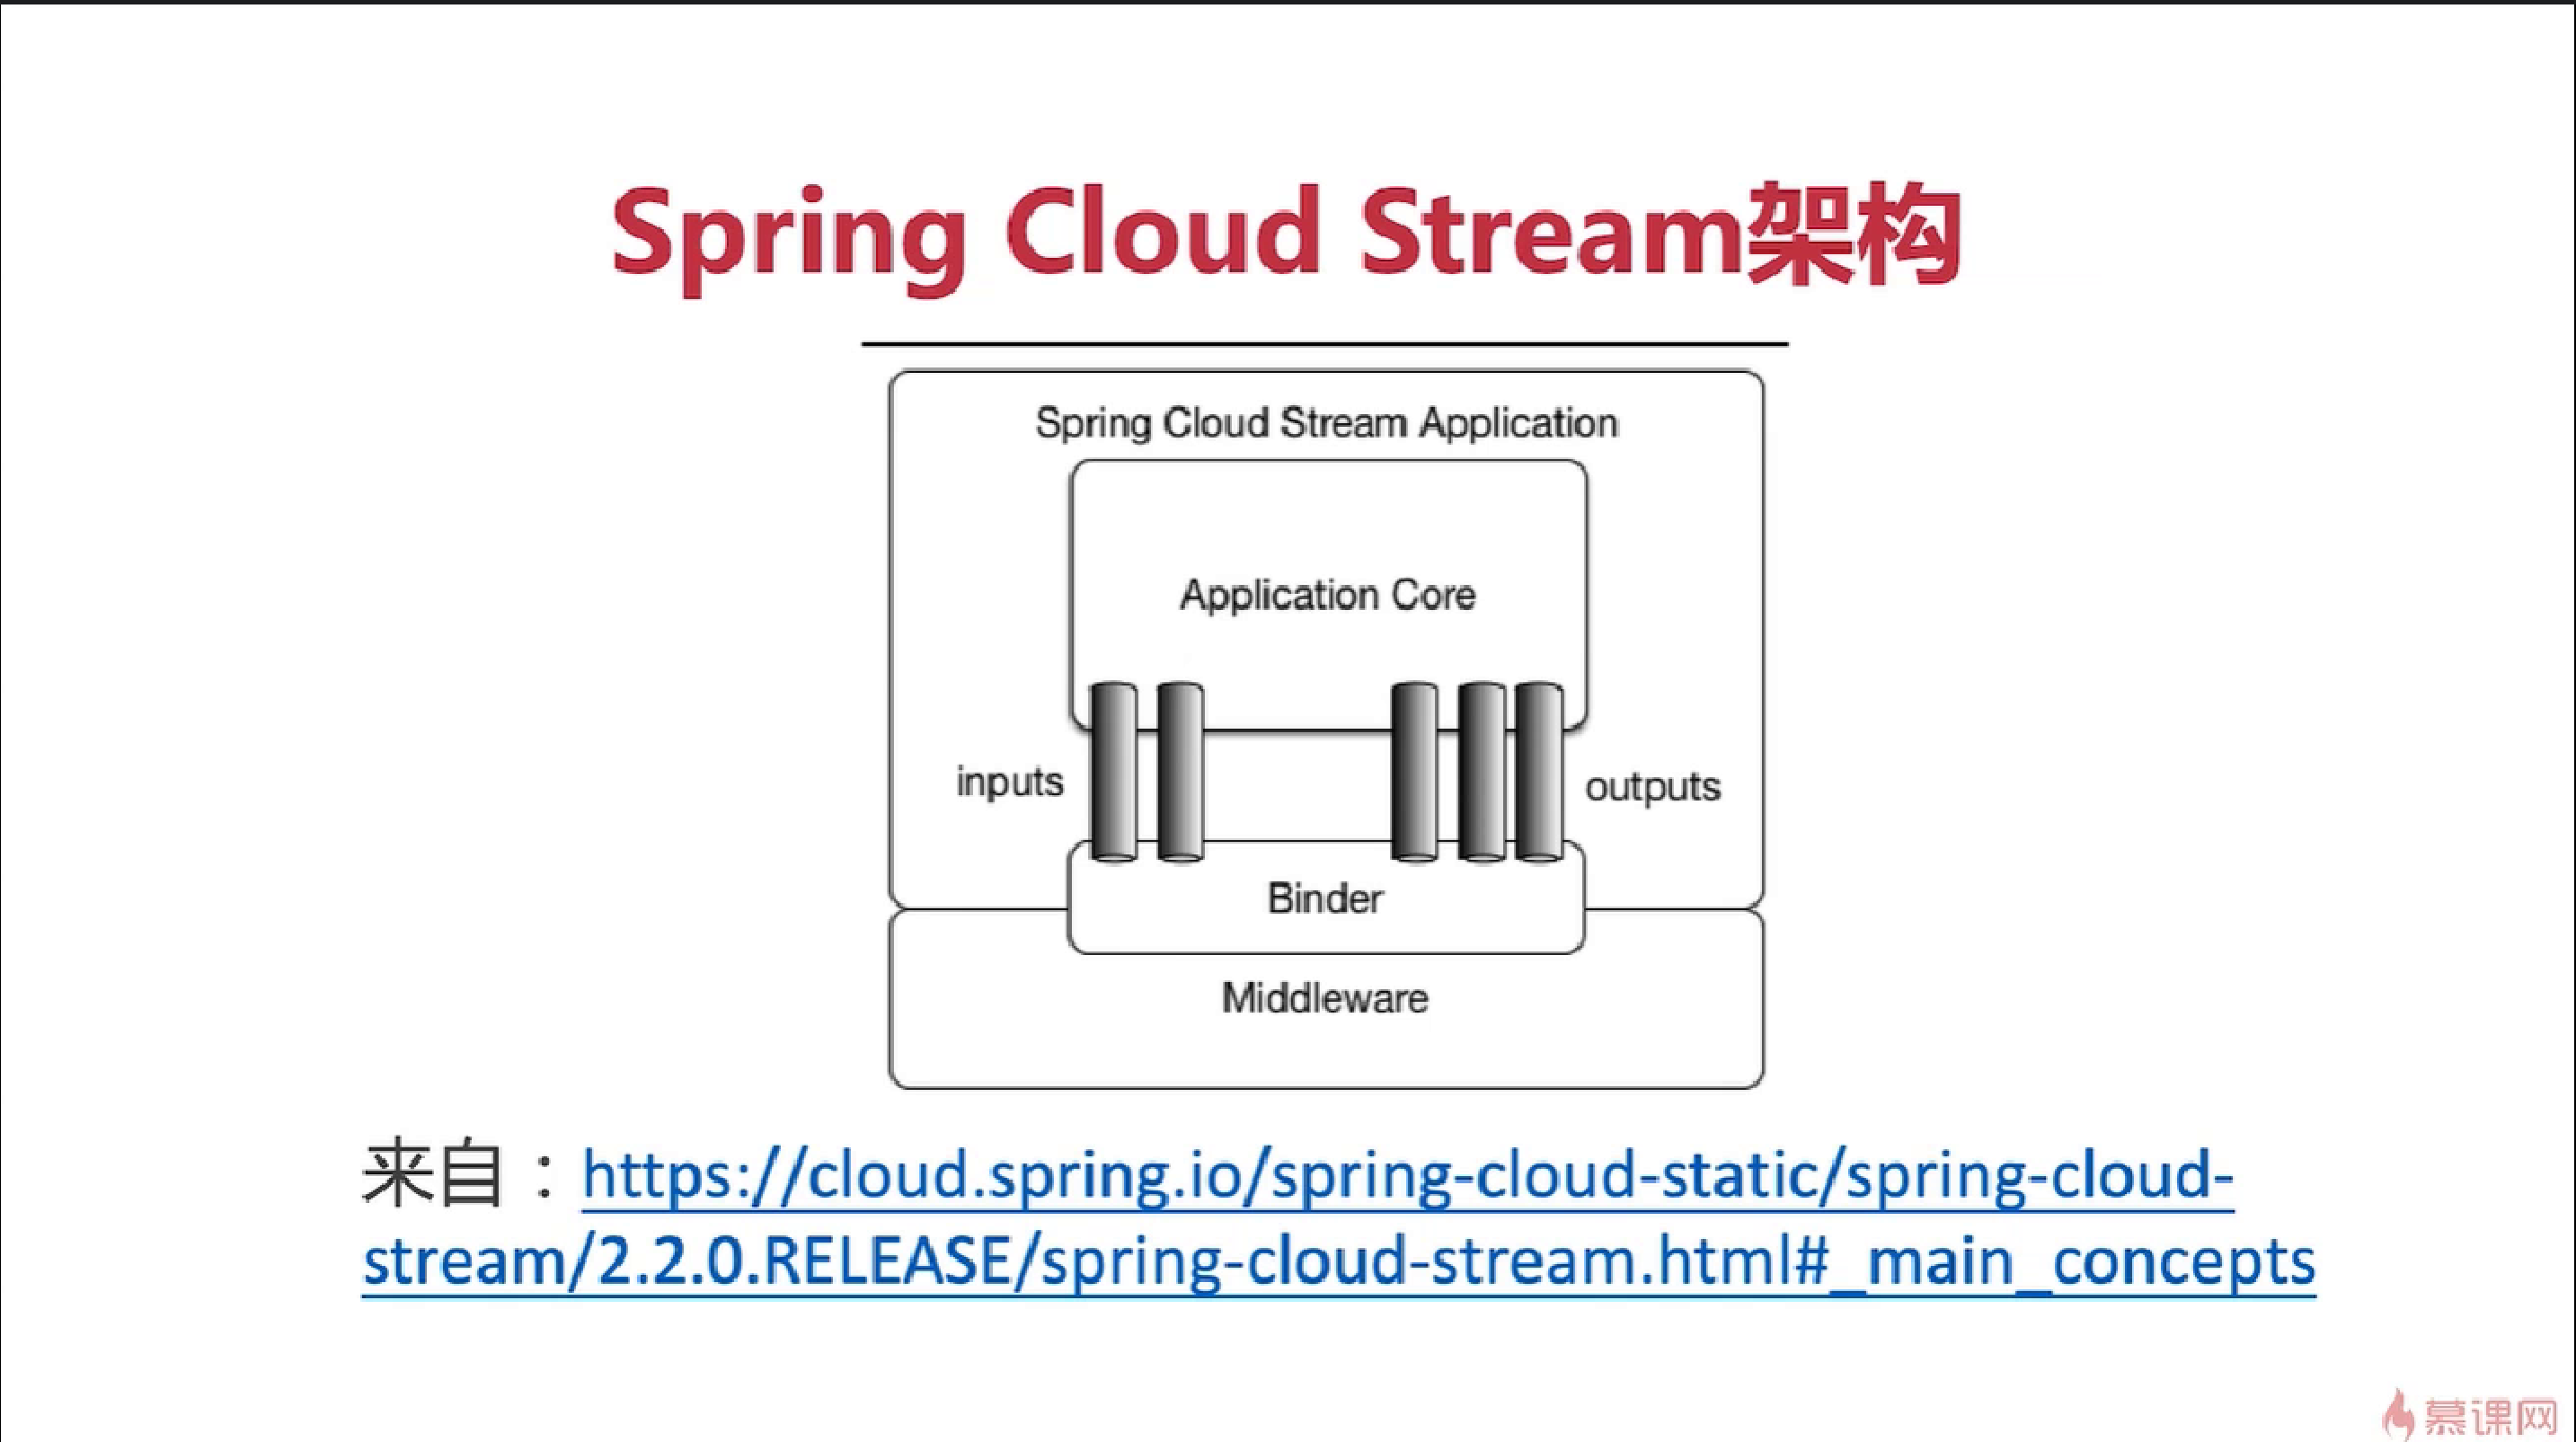 Spring Cloud Stream架构
Spring Cloud Stream Application
Application Core
inputs
outputs
Binder
Middleware
来自：https://cloud.spring.io/spring-cloud-static/spring-cloud-
stream/2.2.0.RELEASE/spring-cloud-stream.html#_main_concepts
慕课网